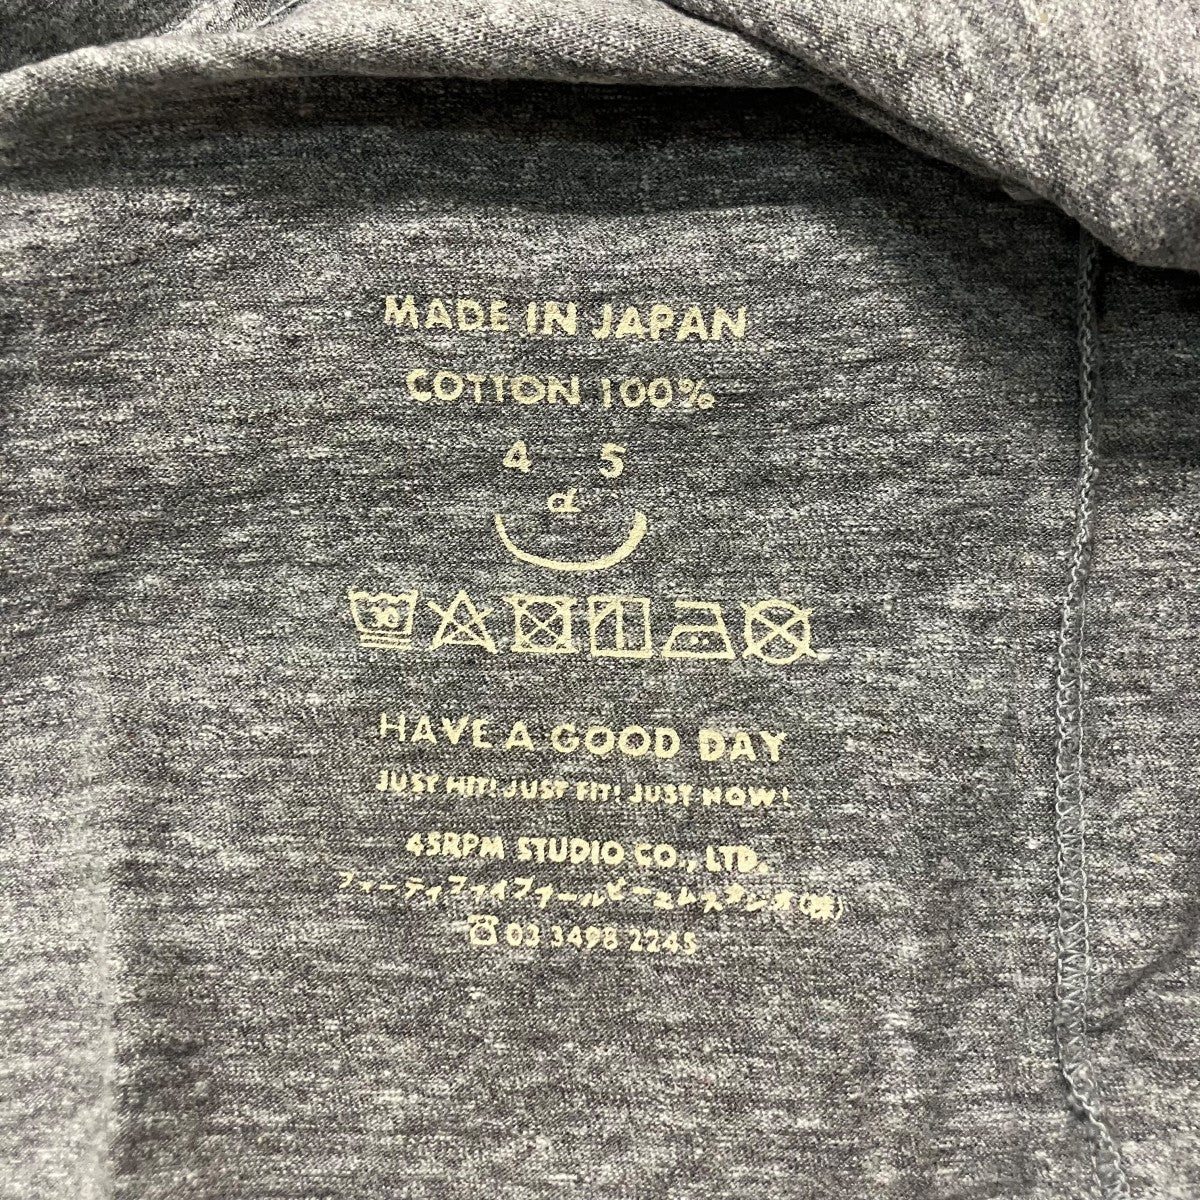 MADE IN JAPAN
COTTON 100%
4 5
d
30
HAVE A GOOD DAY
JUST HIT! JUST FIT! JUST NOW!
45RPM STUDIO CO., LTD.
フォーティファイブアールピーエムスタジオ(株)
☎03 3498 2245